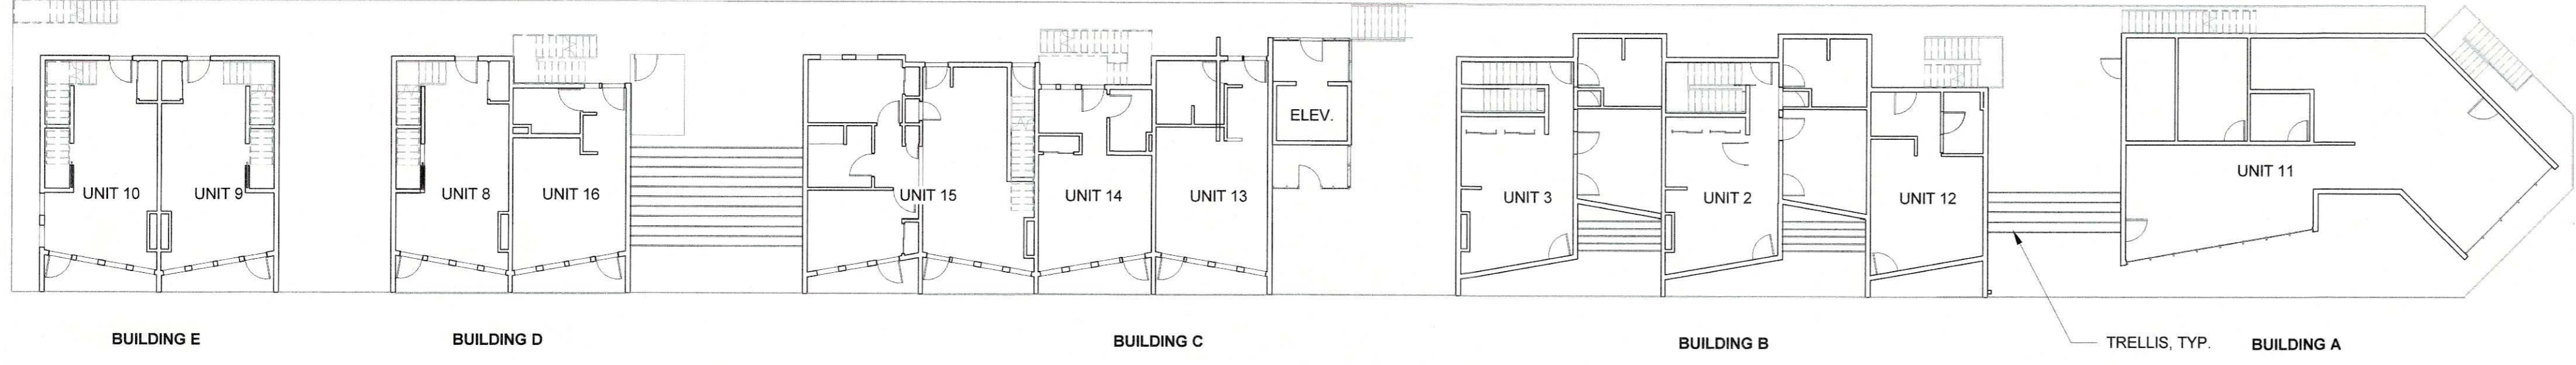 ELEV.
UNIT 10
UNIT 9
UNIT 8
UNIT 16
UNIT 15
UNIT 14
UNIT 13
UNIT 3
UNIT 2
UNIT 12
UNIT 11
BUILDING E
BUILDING D
BUILDING C
BUILDING B
TRELLIS, TYP.
BUILDING A